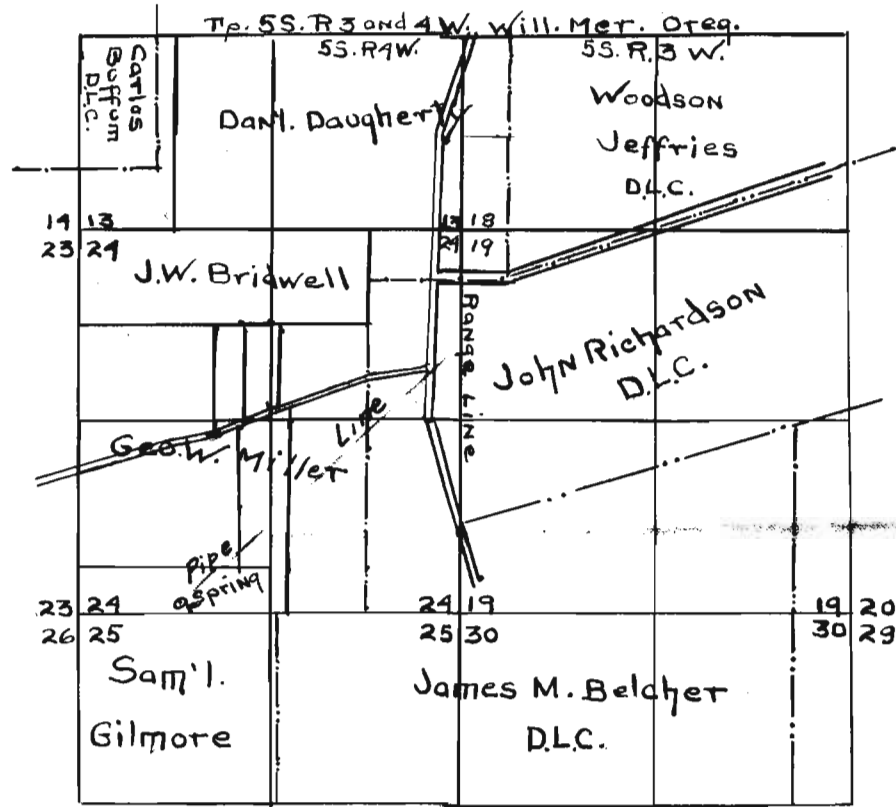 Tp. 5S. R 3 and 4 W. Will. Mer. Oreg.
5S. R4W.
5S. R. 3 W.
Carlos
Buffum
D.L.C.
Dan'l. Daughert
Woodson
Jeffries
D.L.C.
14 13
13 18
23 24
24 19
J.W. Bridwell
RANGE LINE
John Richardson
D.L.C.
Line
Geo. W. Miller
Pipe
Spring
23 24
24 19
19 20
26 25
25 30
30 29
Sam'l.
Gilmore
James M. Belcher
D.L.C.